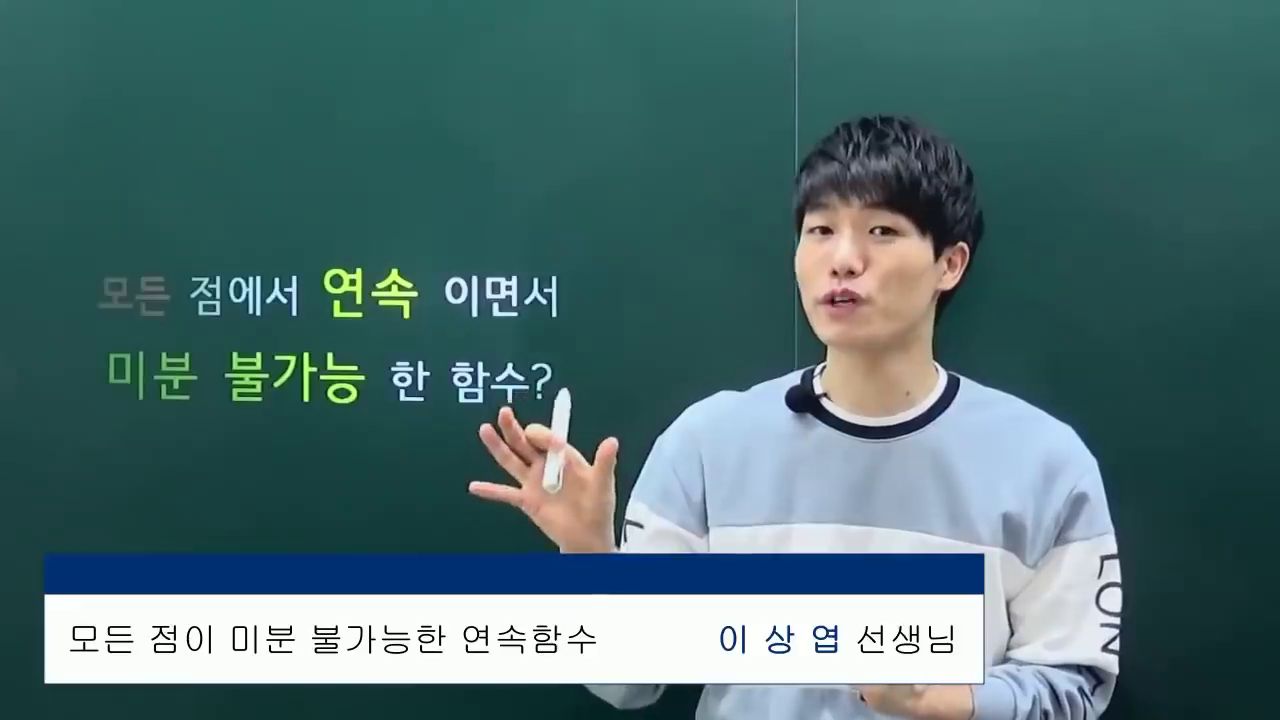 모든 점에서 연속 이면서
미분 불가능 한 함수?
L
LON
모든 점이 미분 불가능한 연속함수
이 상 엽 선생님